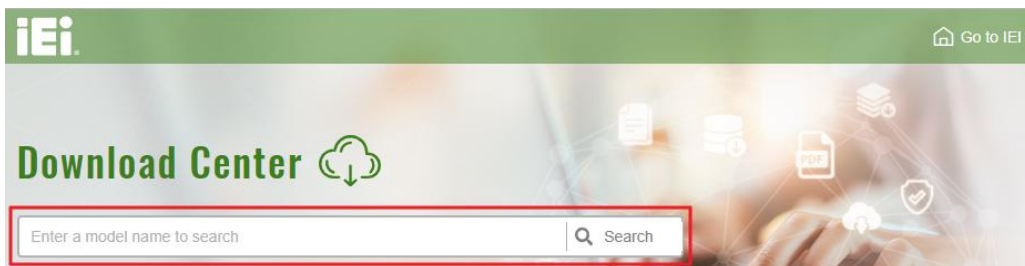 iEi
Go to IEI
Download Center
Enter a model name to search
Search
PDF